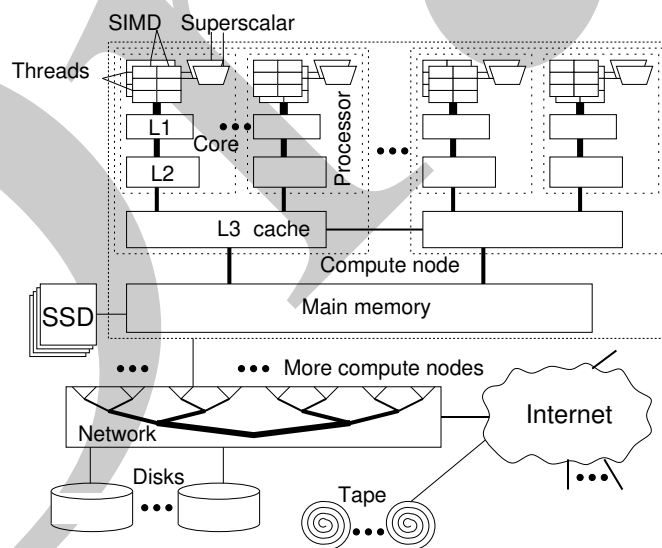 SIMD Superscalar
Threads
L1
Core
Processor
L2
L3 cache
Compute node
Main memory
SSD
More compute nodes
Network
Internet
Disks
Tape